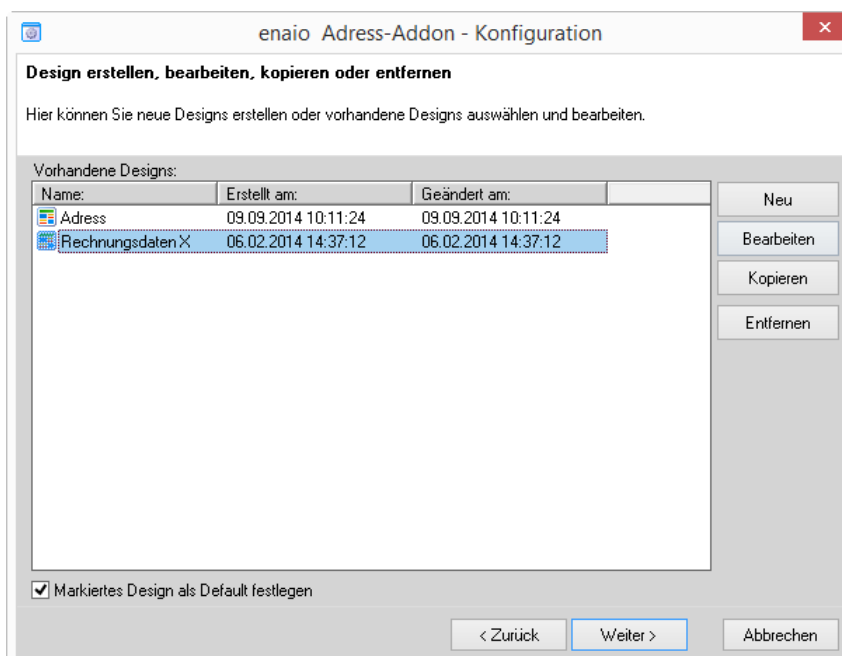 enaio Adress-Addon - Konfiguration
Design erstellen, bearbeiten, kopieren oder entfernen
Hier können Sie neue Designs erstellen oder vorhandene Designs auswählen und bearbeiten.
Vorhandene Designs:
Name: Erstellt am: Geändert am:
Adress 09.09.2014 10:11:24 09.09.2014 10:11:24
Rechnungsdaten X 06.02.2014 14:37:12 06.02.2014 14:37:12
Neu
Bearbeiten
Kopieren
Entfernen
Markiertes Design als Default festlegen
< Zurück Weiter > Abbrechen